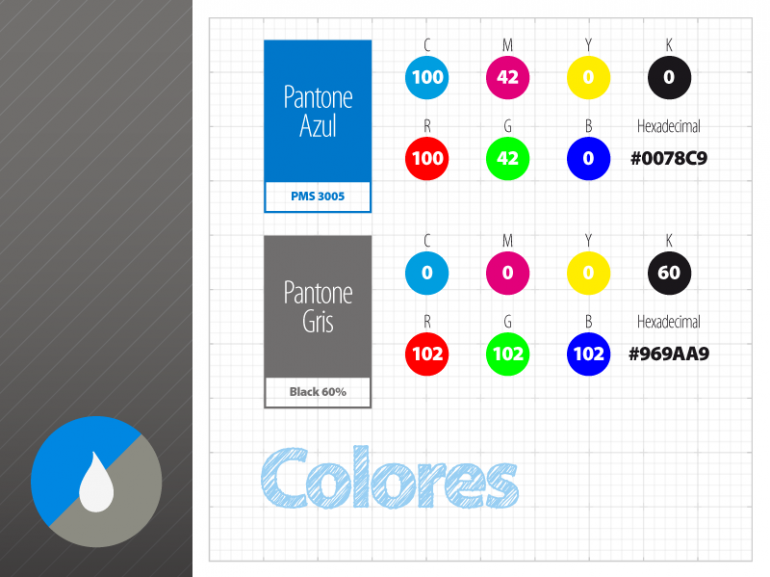 Pantone
Azul
PMS 3005
C M Y K
100 42 0 0
R G B Hexadecimal
100 42 0 #0078C9
Pantone
Gris
Black 60%
C M Y K
0 0 0 60
R G B Hexadecimal
102 102 102 #969AA9
Colores